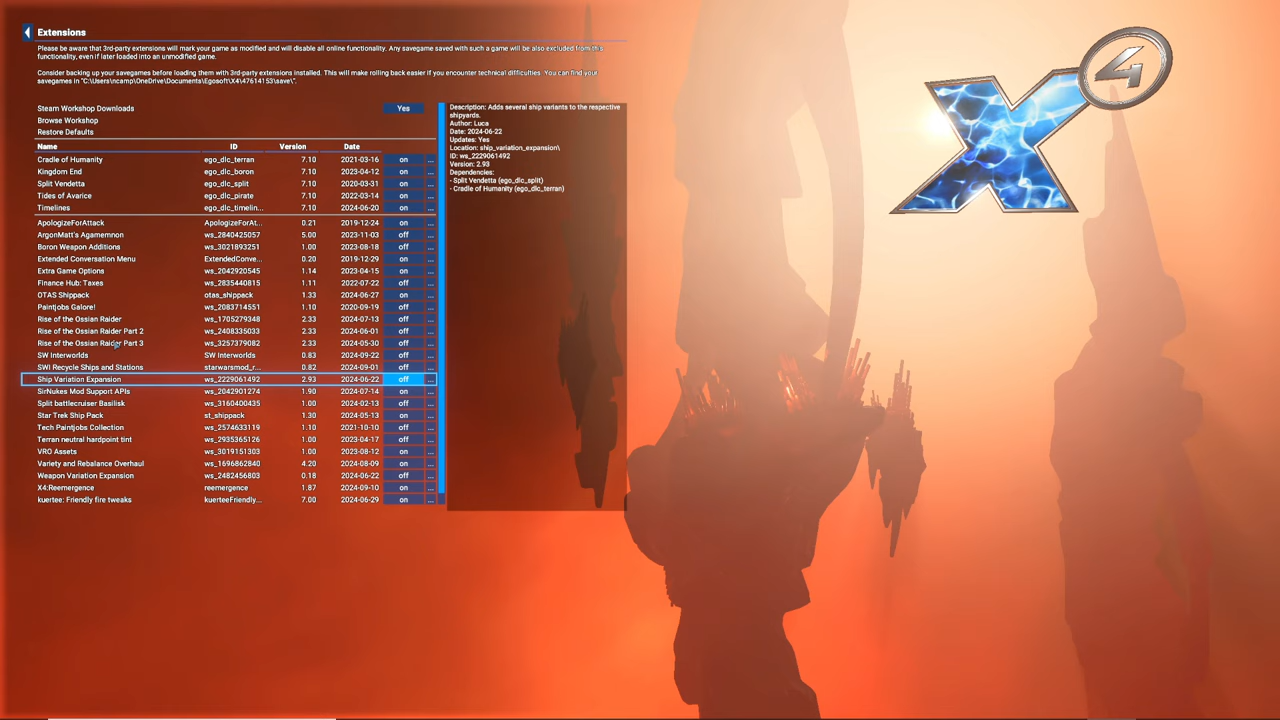 Extensions
Please be aware that 3rd-party extensions will mark your game as modified and will disable all online functionality. Any savegame saved with such a game will be also excluded from this
functionality, even if later loaded into an unmodified game.
Consider backing up your savegames before loading them with 3rd-party extensions installed. This will make rolling back easier if you encounter technical difficulties. You can find your
savegames in "C:\Users\ncamp\OneDrive\Documents\Egosoft\X4\47614153\save\".
Steam Workshop Downloads Yes
Browse Workshop
Restore Defaults
Name ID Version Date
Cradle of Humanity ego_dlc_terran 7.10 2021-03-16 on ...
Kingdom End ego_dlc_boron 7.10 2023-04-12 on ...
Split Vendetta ego_dlc_split 7.10 2020-03-31 on ...
Tides of Avarice ego_dlc_pirate 7.10 2022-03-14 on ...
Timelines ego_dlc_timelin... 7.10 2024-06-20 on ...
ApologizeForAttack ApologizeForAt... 0.21 2019-12-24 on ...
ArgonMatt's Agamemnon ws_2840425057 5.00 2023-11-03 off ...
Boron Weapon Additions ws_3021893251 1.00 2023-08-18 off ...
Extended Conversation Menu ExtendedConve... 0.20 2019-12-29 on ...
Extra Game Options ws_2042920545 1.14 2023-04-15 on ...
Finance Hub: Taxes ws_2835440815 1.11 2022-07-22 off ...
OTAS Shippack otas_shippack 1.33 2024-06-27 on ...
Paintjobs Galore! ws_2083714551 1.10 2020-09-19 off ...
Rise of the Ossian Raider ws_1705279348 2.33 2024-07-13 off ...
Rise of the Ossian Raider Part 2 ws_2408335033 2.33 2024-06-01 off ...
Rise of the Ossian Raider Part 3 ws_3257379082 2.33 2024-05-30 off ...
SW Interworlds SW Interworlds 0.83 2024-09-22 off ...
SWI Recycle Ships and Stations starwarsmod_r... 0.82 2024-09-01 off ...
Ship Variation Expansion ws_2229061492 2.93 2024-06-22 off ...
SirNukes Mod Support APIs ws_2042901274 1.90 2024-07-14 on ...
Split battlecruiser Basilisk ws_3160400435 1.00 2024-02-13 off ...
Star Trek Ship Pack st_shippack 1.30 2024-05-13 on ...
Tech Paintjobs Collection ws_2574633119 1.10 2021-10-10 off ...
Terran neutral hardpoint tint ws_2935365126 1.00 2023-04-17 off ...
VRO Assets ws_3019151303 1.00 2023-08-12 on ...
Variety and Rebalance Overhaul ws_1696862840 4.20 2024-08-09 on ...
Weapon Variation Expansion ws_2482456803 0.18 2024-06-22 off ...
X4:Reemergence reemergence 1.87 2024-09-10 on ...
kuertee: Friendly fire tweaks kuerteeFriendly... 7.00 2024-06-29 on ...
Description: Adds several ship variants to the respective
shipyards.
Author: Luca
Date: 2024-06-22
Updates: Yes
Location: ship_variation_expansion\
ID: ws_2229061492
Version: 2.93
Dependencies:
- Split Vendetta (ego_dlc_split)
- Cradle of Humanity (ego_dlc_terran)
X4